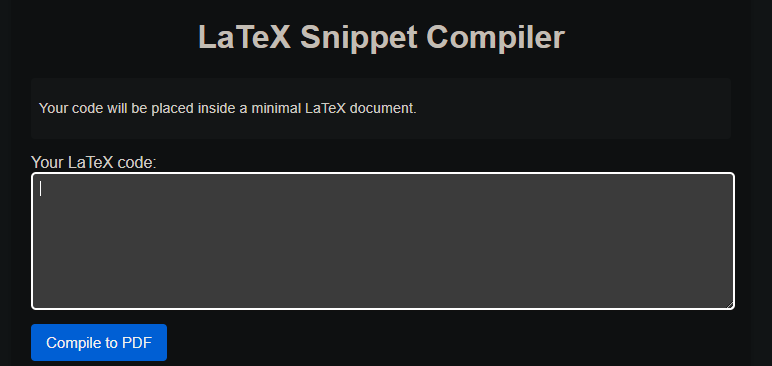 LaTeX Snippet Compiler
Your code will be placed inside a minimal LaTeX document.
Your LaTeX code:
Compile to PDF